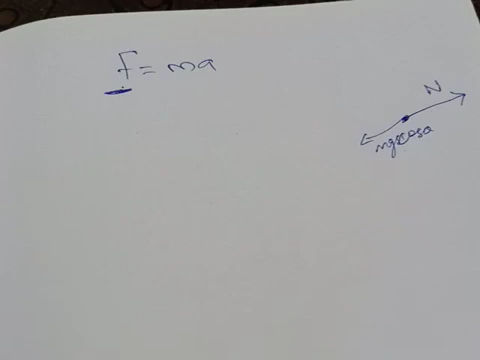 F = ma
N
mgcosa